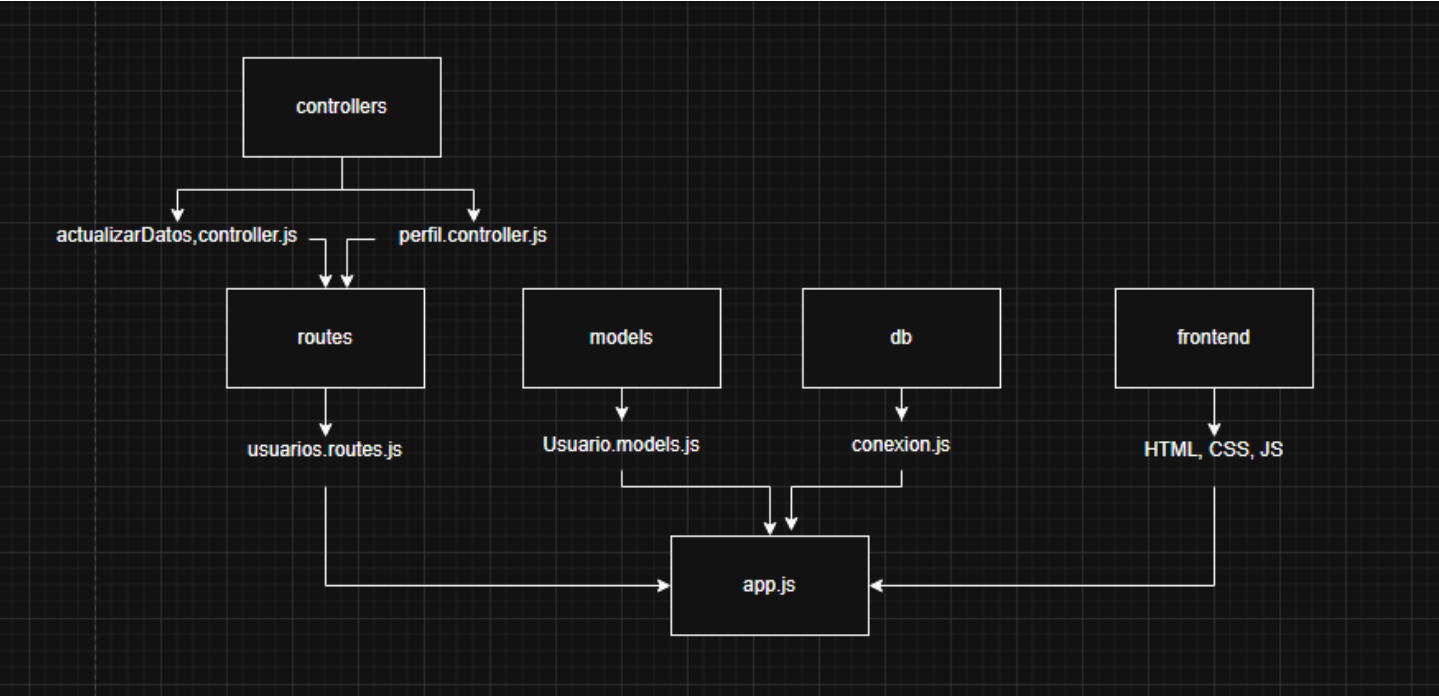 controllers
actualizarDatos,controller.js
perfil.controller.js
routes
models
db
frontend
usuarios.routes.js
Usuario.models.js
conexion.js
HTML, CSS, JS
app.js